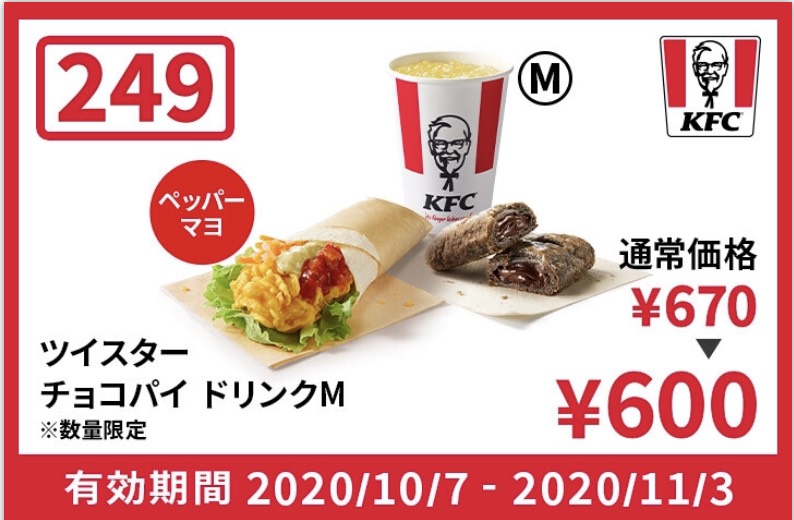 249
M
KFC
KFC
ペッパー
マヨ
通常価格
¥670
¥600
ツイスター
チョコパイ ドリンクM
※数量限定
有効期間 2020/10/7 - 2020/11/3